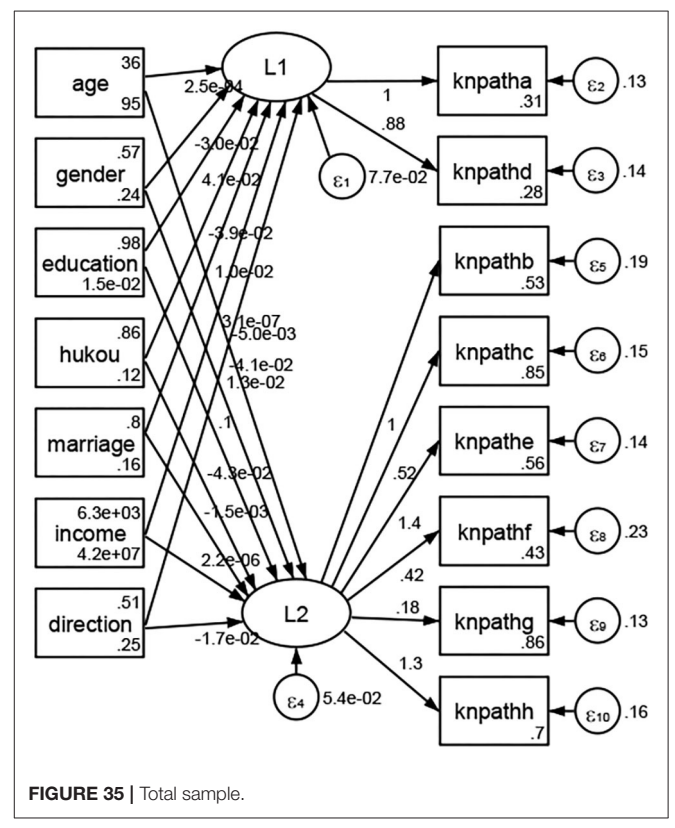 36
age
95
.57
gender
.24
.98
education
1.5e-02
.86
hukou
.12
.8
marriage
.16
6.3e+03
income
4.2e+07
.51
direction
.25
L1
2.5e-04
-3.0e-02
4.1e-02
-3.9e-02
1.0e-02
3.1e-07
-5.0e-03
-4.1e-02
1.3e-02
.1
-4.3e-02
-1.5e-03
2.2e-06
-1.7e-02
L2
ε1 7.7e-02
ε4 5.4e-02
1
.88
1
.52
1.4
.42
.18
1.3
knpatha
.31
ε2 .13
knpathd
.28
ε3 .14
knpathb
.53
ε5 .19
knpathc
.85
ε6 .15
knpathe
.56
ε7 .14
knpathf
.43
ε8 .23
knpathg
.86
ε9 .13
knpathh
.7
ε10 .16
FIGURE 35 | Total sample.